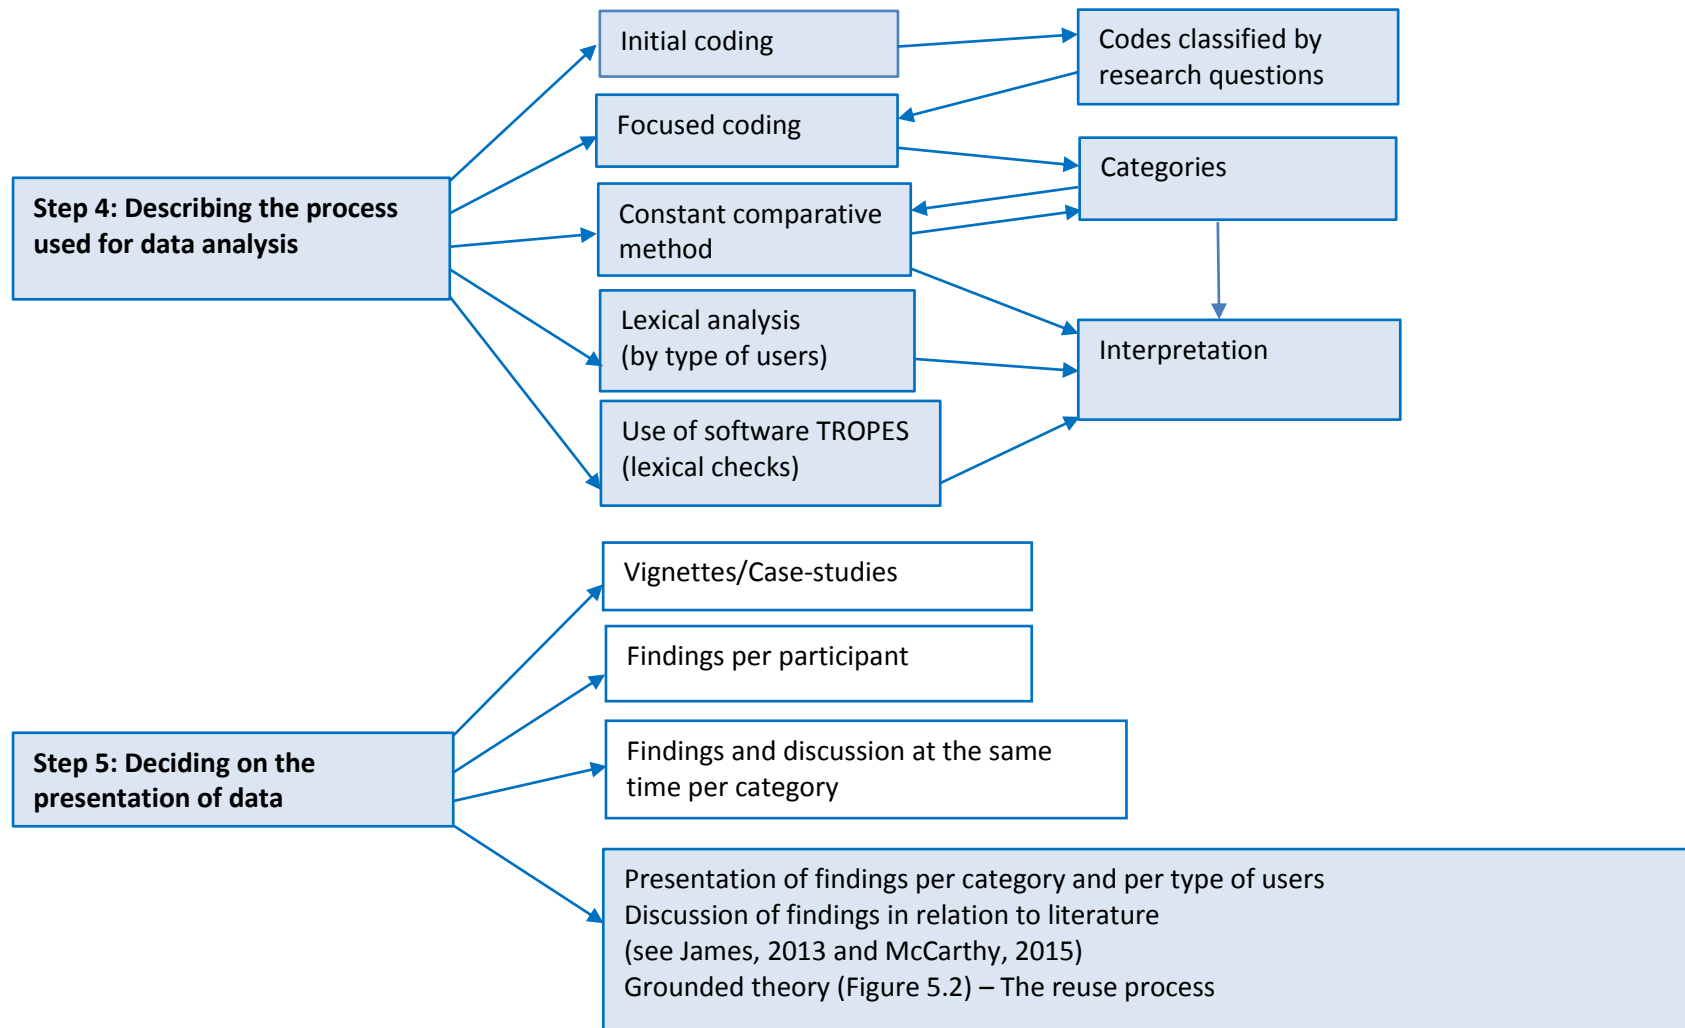 Initial coding
Codes classified by
research questions
Focused coding
Categories
Step 4: Describing the process
used for data analysis
Constant comparative
method
Lexical analysis
(by type of users)
Interpretation
Use of software TROPES
(lexical checks)
Vignettes/Case-studies
Findings per participant
Step 5: Deciding on the
presentation of data
Findings and discussion at the same
time per category
Presentation of findings per category and per type of users
Discussion of findings in relation to literature
(see James, 2013 and McCarthy, 2015)
Grounded theory (Figure 5.2) – The reuse process